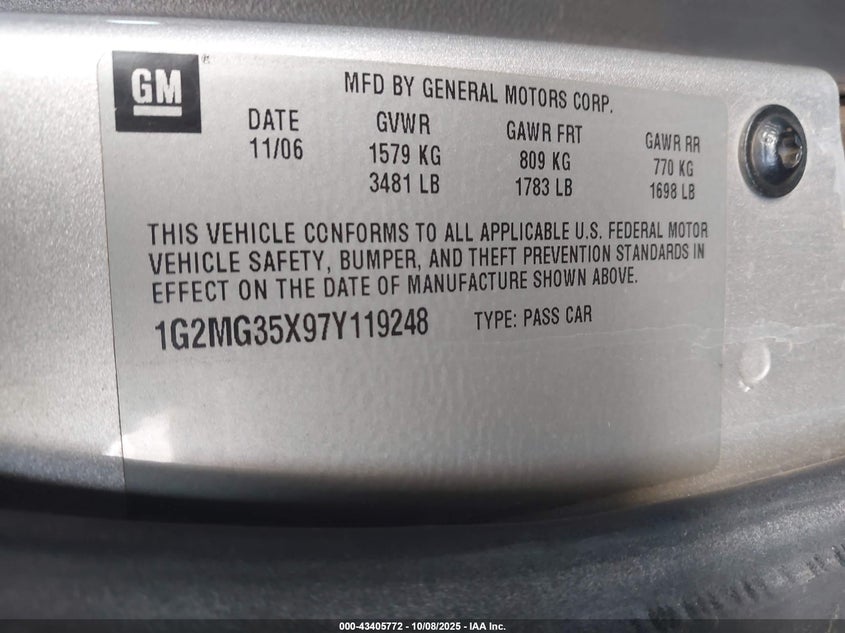 GM
MFD BY GENERAL MOTORS CORP.
DATE GVWR GAWR FRT GAWR RR
11/06 1579 KG 809 KG 770 KG
3481 LB 1783 LB 1698 LB
THIS VEHICLE CONFORMS TO ALL APPLICABLE U.S. FEDERAL MOTOR
VEHICLE SAFETY, BUMPER, AND THEFT PREVENTION STANDARDS IN
EFFECT ON THE DATE OF MANUFACTURE SHOWN ABOVE.
1G2MG35X97Y119248 TYPE: PASS CAR
000-43405772 - 10/08/2025 - IAA Inc.